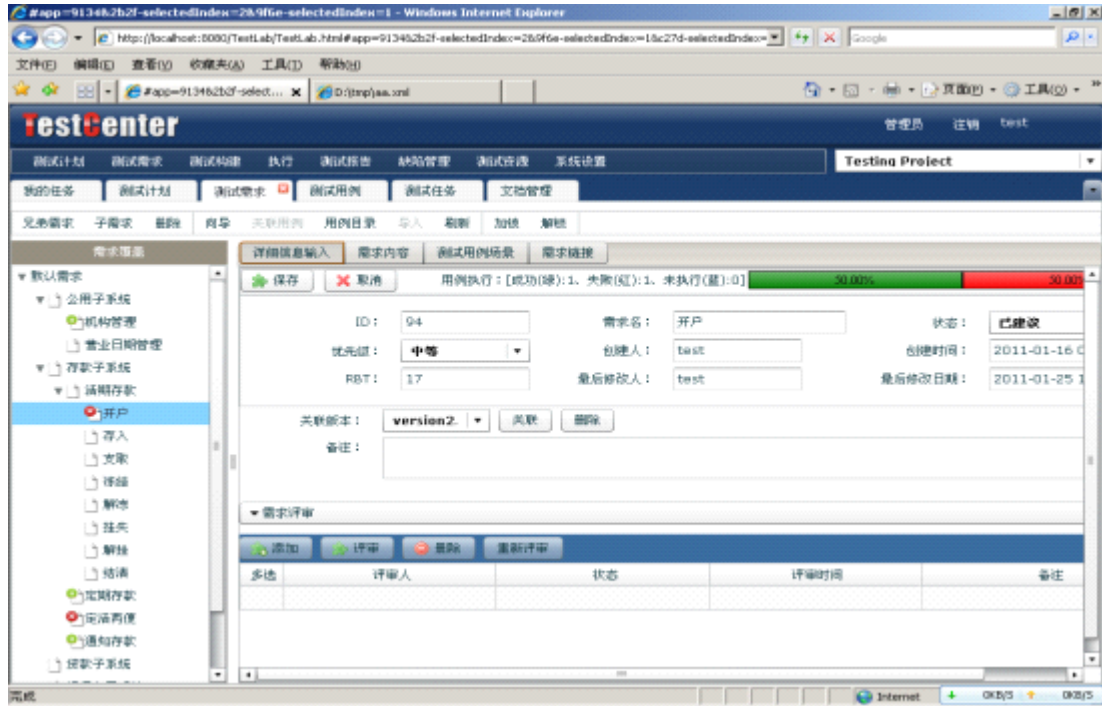 #app=9134&2b2f-selectedIndex=2&9f6e-selectedIndex=1 - Windows Internet Explorer
http://localhost:8080/TestLab/TestLab.html#app=9134&2b2f-selectedIndex=2&9f6e-selectedIndex=1&c27d-selectedIndex=
Google
文件(F) 编辑(E) 查看(V) 收藏夹(A) 工具(T) 帮助(H)
#app=9134&2b2f-select... D:\tmp\aa.xml 页面(P) 工具(O)
TestCenter 管理员 注销 test
测试计划 测试需求 测试构建 执行 测试报告 缺陷管理 测试资源 系统设置 Testing Project
我的任务 测试计划 测试需求 测试用例 测试任务 文档管理
兄弟需求 子需求 删除 向导 关联用例 用例目录 导入 刷新 加锁 解锁
需求覆盖 详细信息输入 需求内容 测试用例场景 需求链接
默认需求
保存 取消 用例执行:[成功(绿):1、失败(红):1、未执行(蓝):0] 50.00% 50.00%
公用子系统
机构管理
营业日期管理
存款子系统
活期存款
开户
存入
支取
冻结
解冻
挂失
解挂
结清
定期存款
定活两便
通知存款
贷款子系统
ID: 94 需求名: 开户 状态: 已建议
优先级: 中等 创建人: test 创建时间: 2011-01-16
RBT: 17 最后修改人: test 最后修改日期: 2011-01-25 1
关联版本: version2. 关联 删除
备注:
需求评审
添加 评审 删除 重新评审
多选 评审人 状态 评审时间 备注
完成 Internet 0KB/S 0KB/S